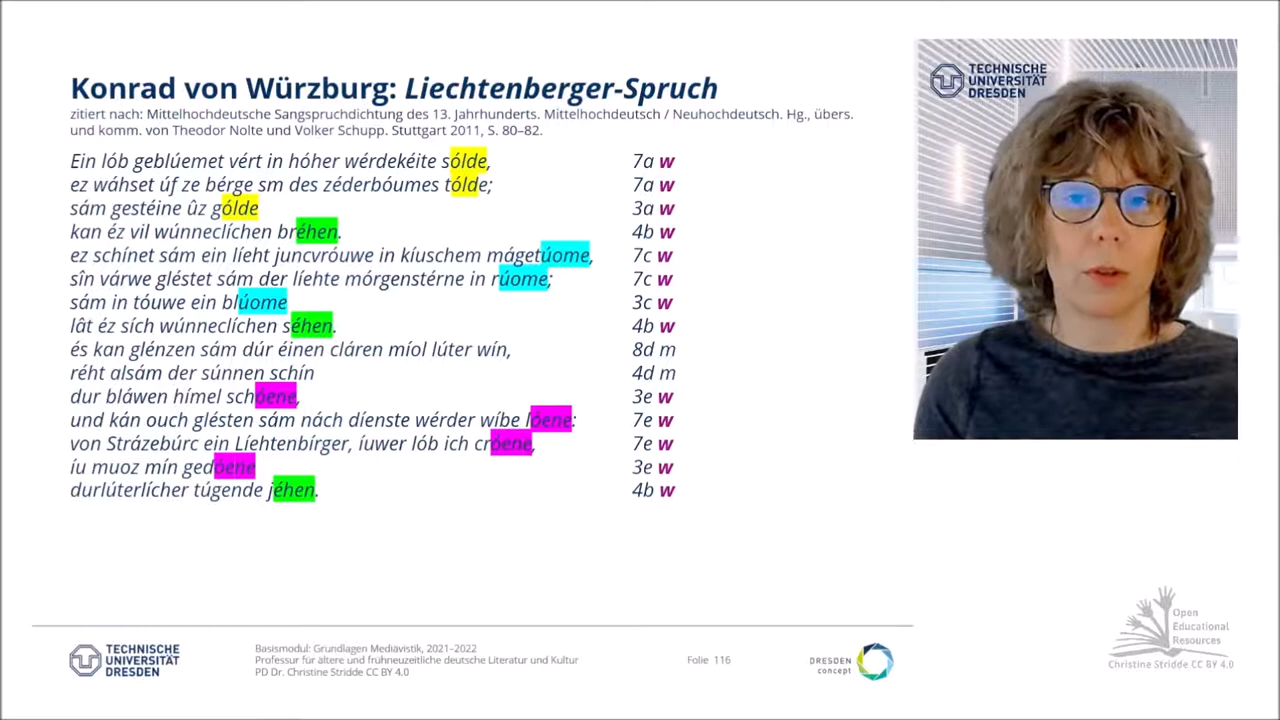 Konrad von Würzburg: Liechtenberger-Spruch
zitiert nach: Mittelhochdeutsche Sangspruchdichtung des 13. Jahrhunderts. Mittelhochdeutsch / Neuhochdeutsch. Hg., übers.
und komm. von Theodor Nolte und Volker Schupp. Stuttgart 2011, S. 80–82.
Ein lób geblúemet vért in hóher wérdekéite sólde, 7a w
ez wáhset úf ze bérge sm des zéderbóumes tólde; 7a w
sám gestéine ûz gólde 3a w
kan éz vil wúnneclíchen bréhen. 4b w
ez schínet sám ein líeht juncvróuwe in kíuschem mágetúome, 7c w
sîn várwe gléstet sám der líehte mórgenstérne in rúome; 7c w
sám in tóuwe ein blúome 3c w
lât éz sích wúnneclíchen séhen. 4b w
és kan glénzen sám dúr éinen cláren míol lúter wín, 8d m
réht alsám der súnnen schín 4d m
dur bláwen hímel schóene, 3e w
und kán ouch glésten sám nách díenste wérder wíbe lóene: 7e w
von Strázebúrc ein Líehtenbírger, íuwer lób ich cróene, 7e w
íu muoz mín gedóene 3e w
durlúterlícher túgende jéhen. 4b w
TECHNISCHE
UNIVERSITÄT
DRESDEN
TECHNISCHE
UNIVERSITÄT
DRESDEN
Basismodul: Grundlagen Mediävistik, 2021–2022
Professur für ältere und frühneuzeitliche deutsche Literatur und Kultur
PD Dr. Christine Stridde CC BY 4.0
Folie 116
DRESDEN
concept
Open
Educational
Resources
Christine Stridde CC BY 4.0